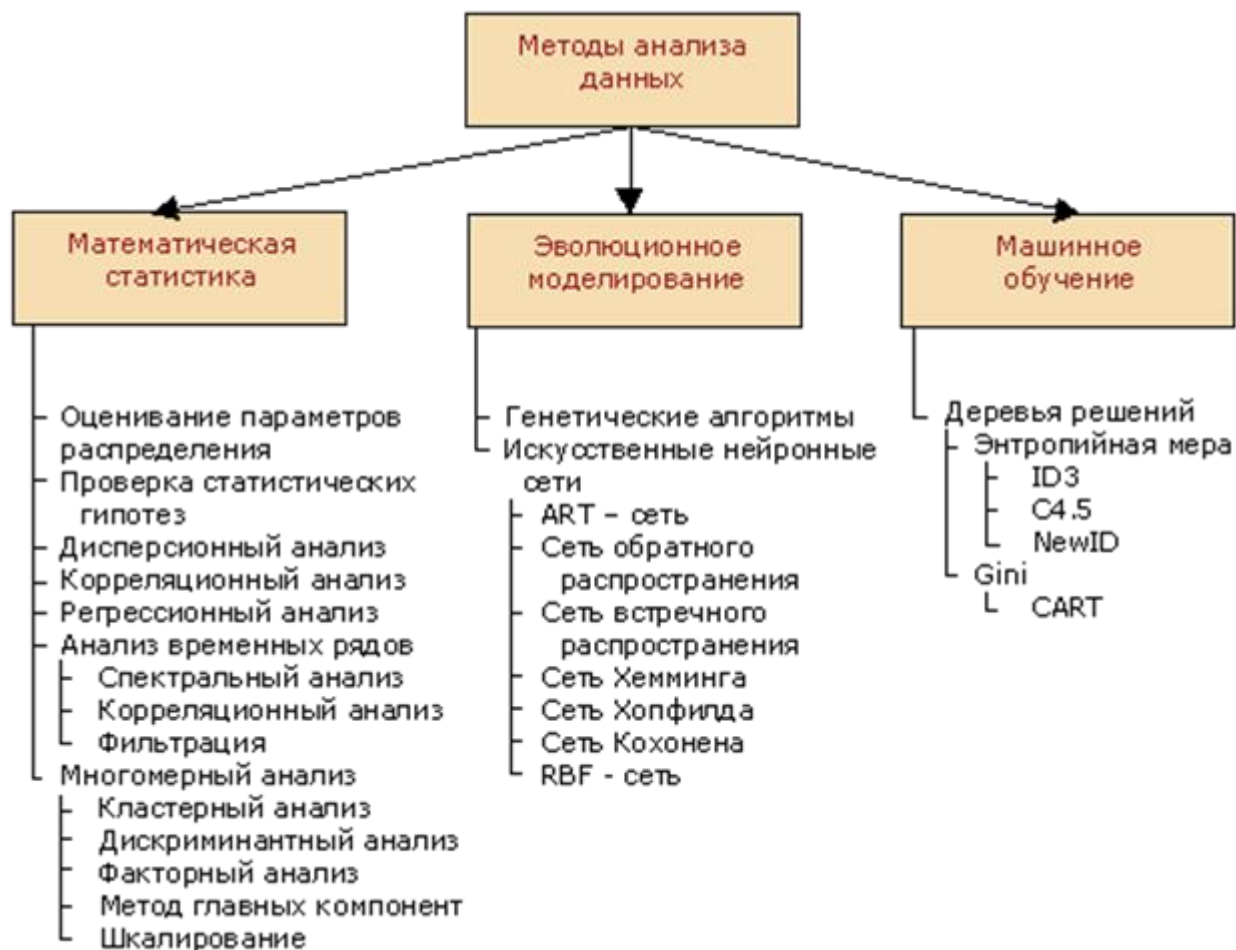 Методы анализа
данных
Математическая
статистика
Оценивание параметров
распределения
Проверка статистических
гипотез
Дисперсионный анализ
Корреляционный анализ
Регрессионный анализ
Анализ временных рядов
Спектральный анализ
Корреляционный анализ
Фильтрация
Многомерный анализ
Кластерный анализ
Дискриминантный анализ
Факторный анализ
Метод главных компонент
Шкалирование
Эволюционное
моделирование
Генетические алгоритмы
Искусственные нейронные
сети
ART – сеть
Сеть обратного
распространения
Сеть встречного
распространения
Сеть Хемминга
Сеть Хопфилда
Сеть Кохонена
RBF - сеть
Машинное
обучение
Деревья решений
Энтропийная мера
ID3
C4.5
NewID
Gini
CART